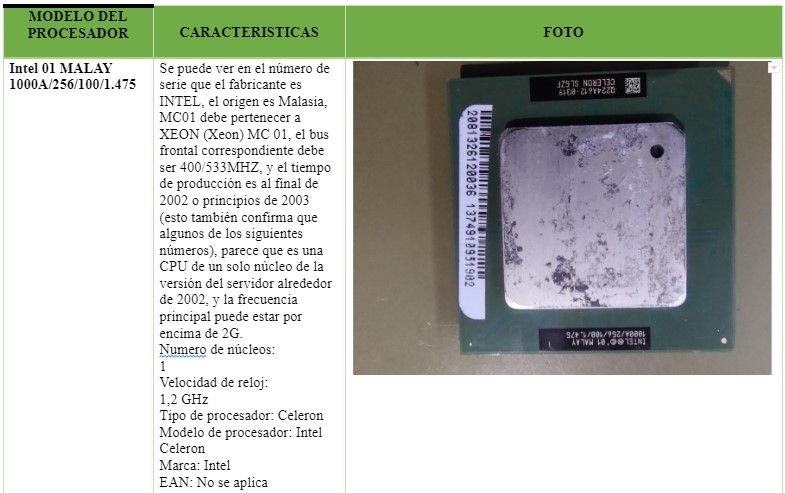 MODELO DEL
PROCESADOR
CARACTERISTICAS
FOTO
Intel 01 MALAY
1000A/256/100/1.475
Se puede ver en el número de
serie que el fabricante es
INTEL, el origen es Malasia,
MC01 debe pertenecer a
XEON (Xeon) MC 01, el bus
frontal correspondiente debe
ser 400/533MHZ, y el tiempo
de producción es al final de
2002 o principios de 2003
(esto también confirma que
algunos de los siguientes
números), parece que es una
CPU de un solo núcleo de la
versión del servidor alrededor
de 2002, y la frecuencia
principal puede estar por
encima de 2G.
Numero de núcleos:
1
Velocidad de reloj:
1,2 GHz
Tipo de procesador: Celeron
Modelo de procesador: Intel
Celeron
Marca: Intel
EAN: No se aplica
CELERON SL5ZF
Q224A612-0319
2081326120036 1374910931902
1000A/256/100/1.475
INTEL®©'01 MALAY